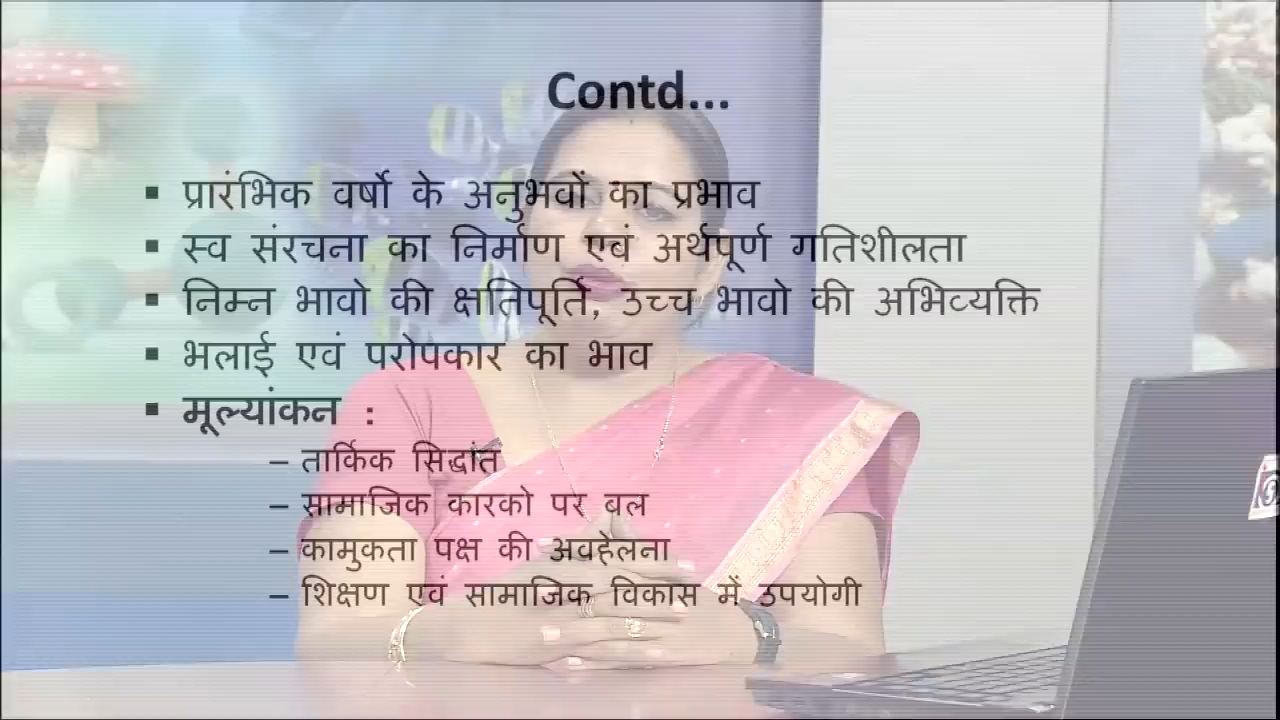 Contd...
▪ प्रारंभिक वर्षो के अनुभवों का प्रभाव
▪ स्व संरचना का निर्माण एवं अर्थपूर्ण गतिशीलता
▪ निम्न भावो की क्षतिपूर्ति, उच्च भावो की अभिव्यक्ति
▪ भलाई एवं परोपकार का भाव
▪ मूल्यांकन :
– तार्किक सिद्धांत
– सामाजिक कारको पर बल
– कामुकता पक्ष की अवहेलना
– शिक्षण एवं सामाजिक विकास में उपयोगी